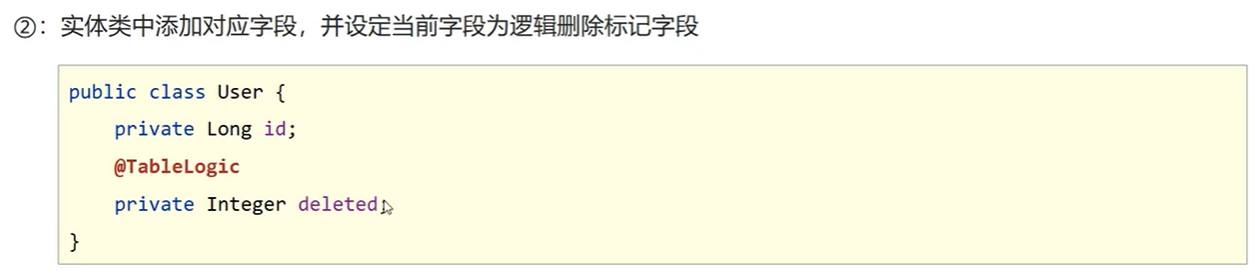 ②：实体类中添加对应字段，并设定当前字段为逻辑删除标记字段
public class User {
    private Long id;
    @TableLogic
    private Integer deleted;
}